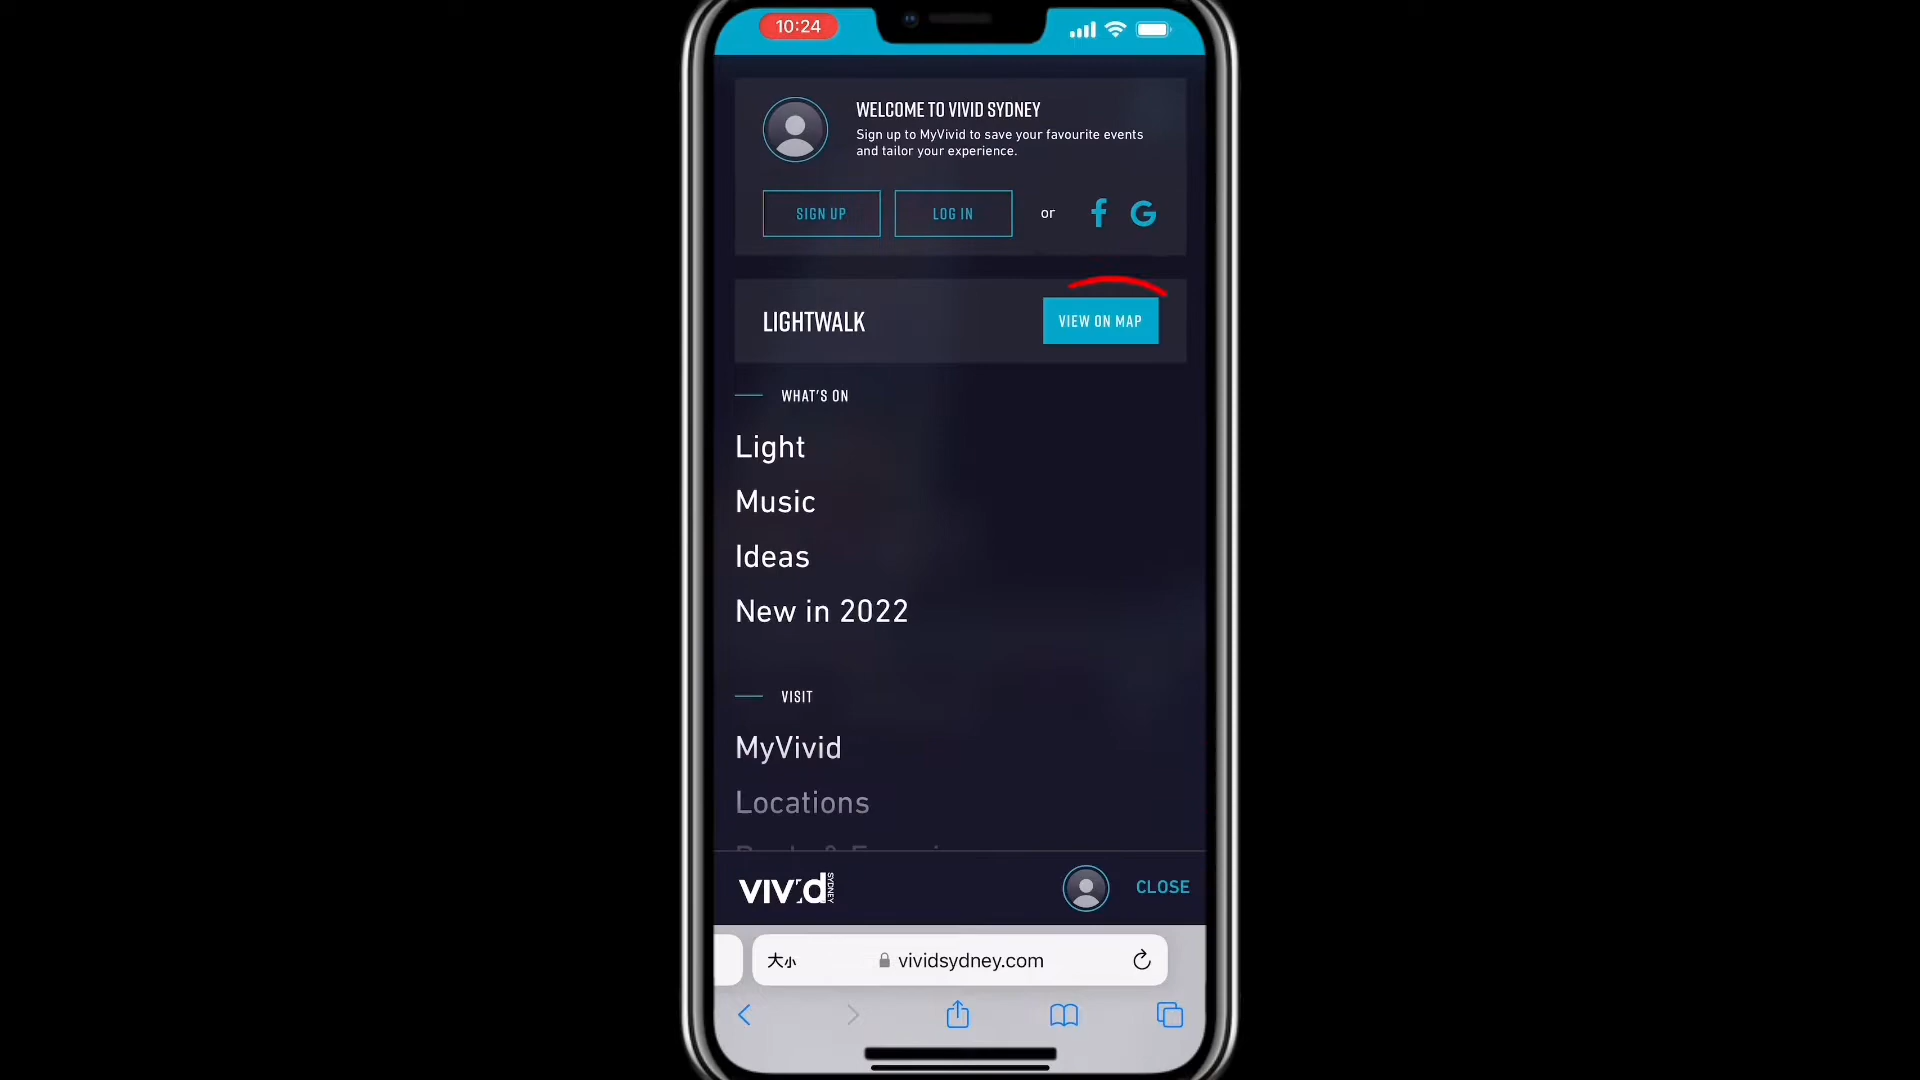 10:24
WELCOME TO VIVID SYDNEY
Sign up to MyVivid to save your favourite events
and tailor your experience.
SIGN UP
LOG IN
or
LIGHTWALK
VIEW ON MAP
WHAT'S ON
Light
Music
Ideas
New in 2022
VISIT
MyVivid
Locations
VIVID SYDNEY
CLOSE
大小
vividsydney.com